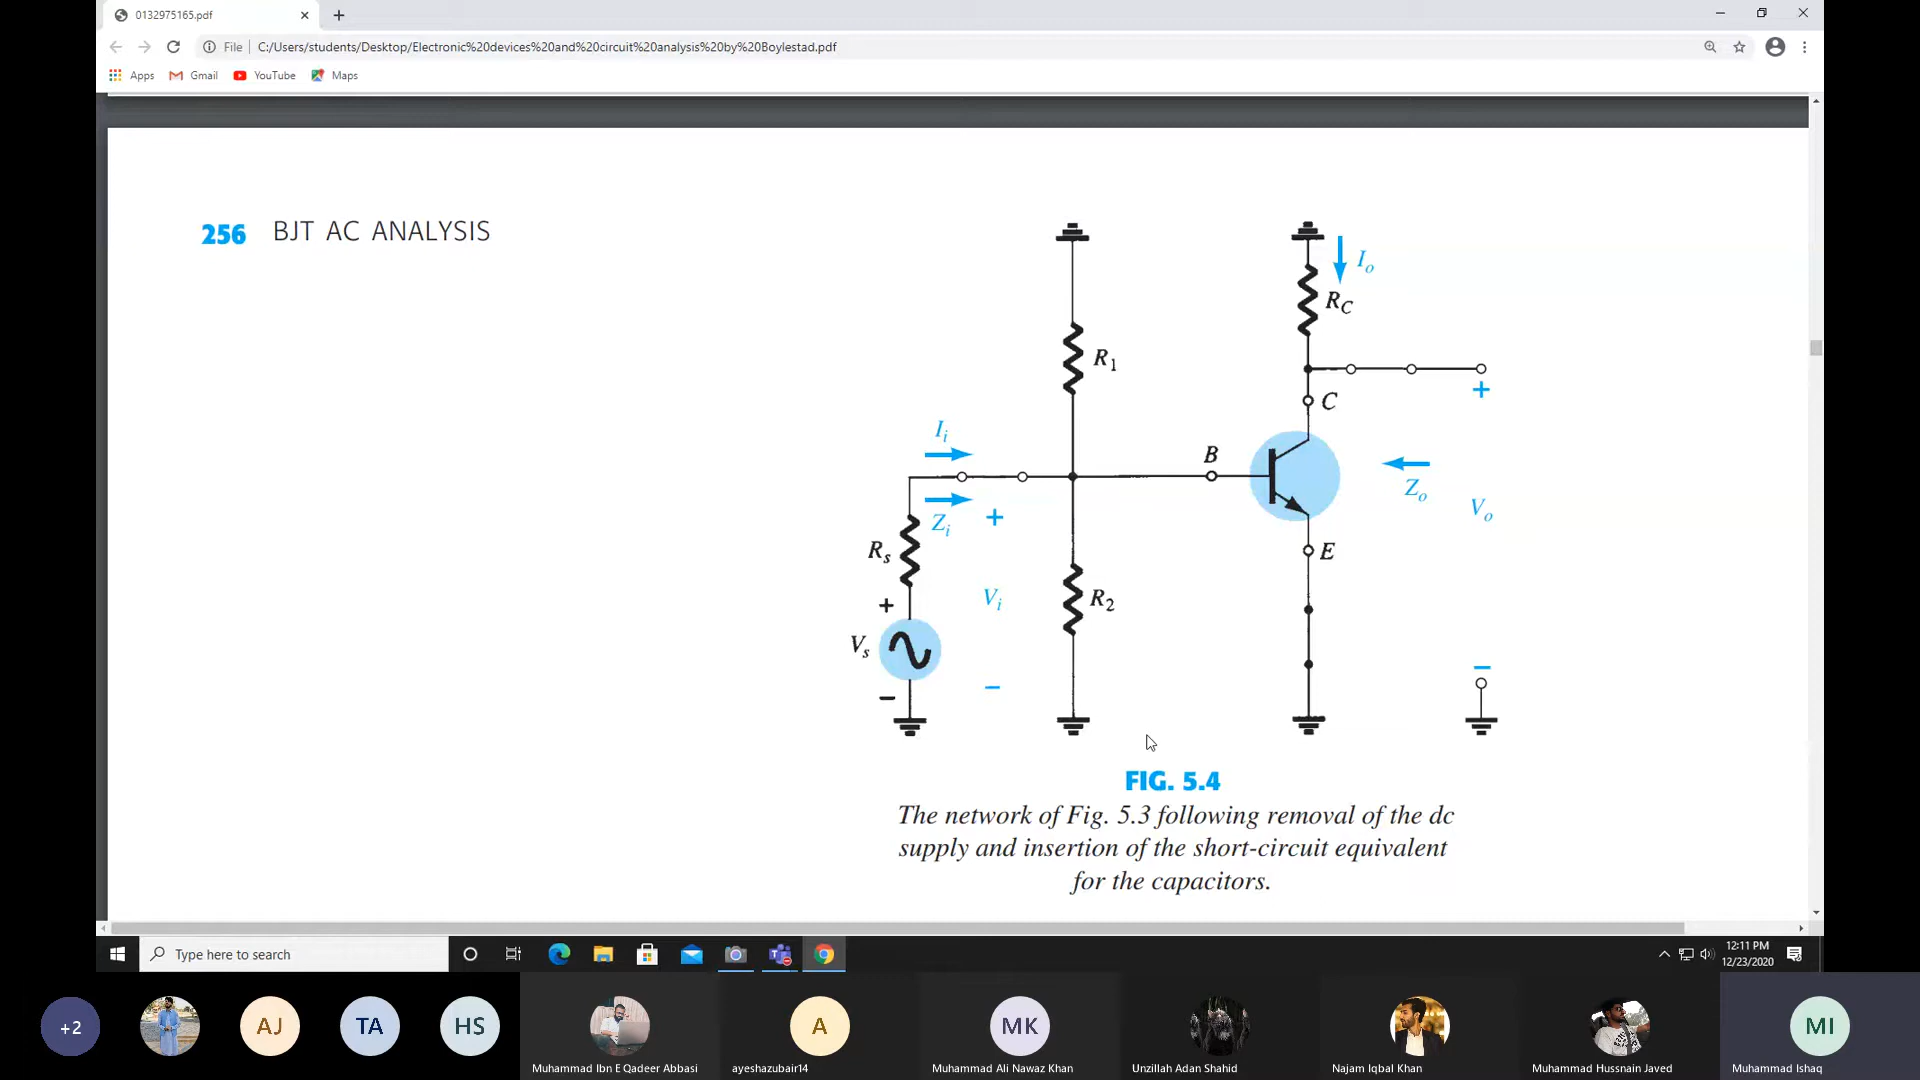 0132975165.pdf
File
C:/Users/students/Desktop/Electronic%20devices%20and%20circuit%20analysis%20by%20Boylestad.pdf
Apps
Gmail
YouTube
Maps
256 BJT AC ANALYSIS
Io
RC
R1
+
C
Ii
B
Zo
Vo
Zi
+
Rs
E
+
Vi
R2
Vs
−
−
−
FIG. 5.4
The network of Fig. 5.3 following removal of the dc
supply and insertion of the short-circuit equivalent
for the capacitors.
Type here to search
12:11 PM
12/23/2020
+2
AJ
TA
HS
A
MK
MI
Muhammad Ibn E Qadeer Abbasi
ayeshazubair14
Muhammad Ali Nawaz Khan
Unzillah Adan Shahid
Najam Iqbal Khan
Muhammad Hussnain Javed
Muhammad Ishaq